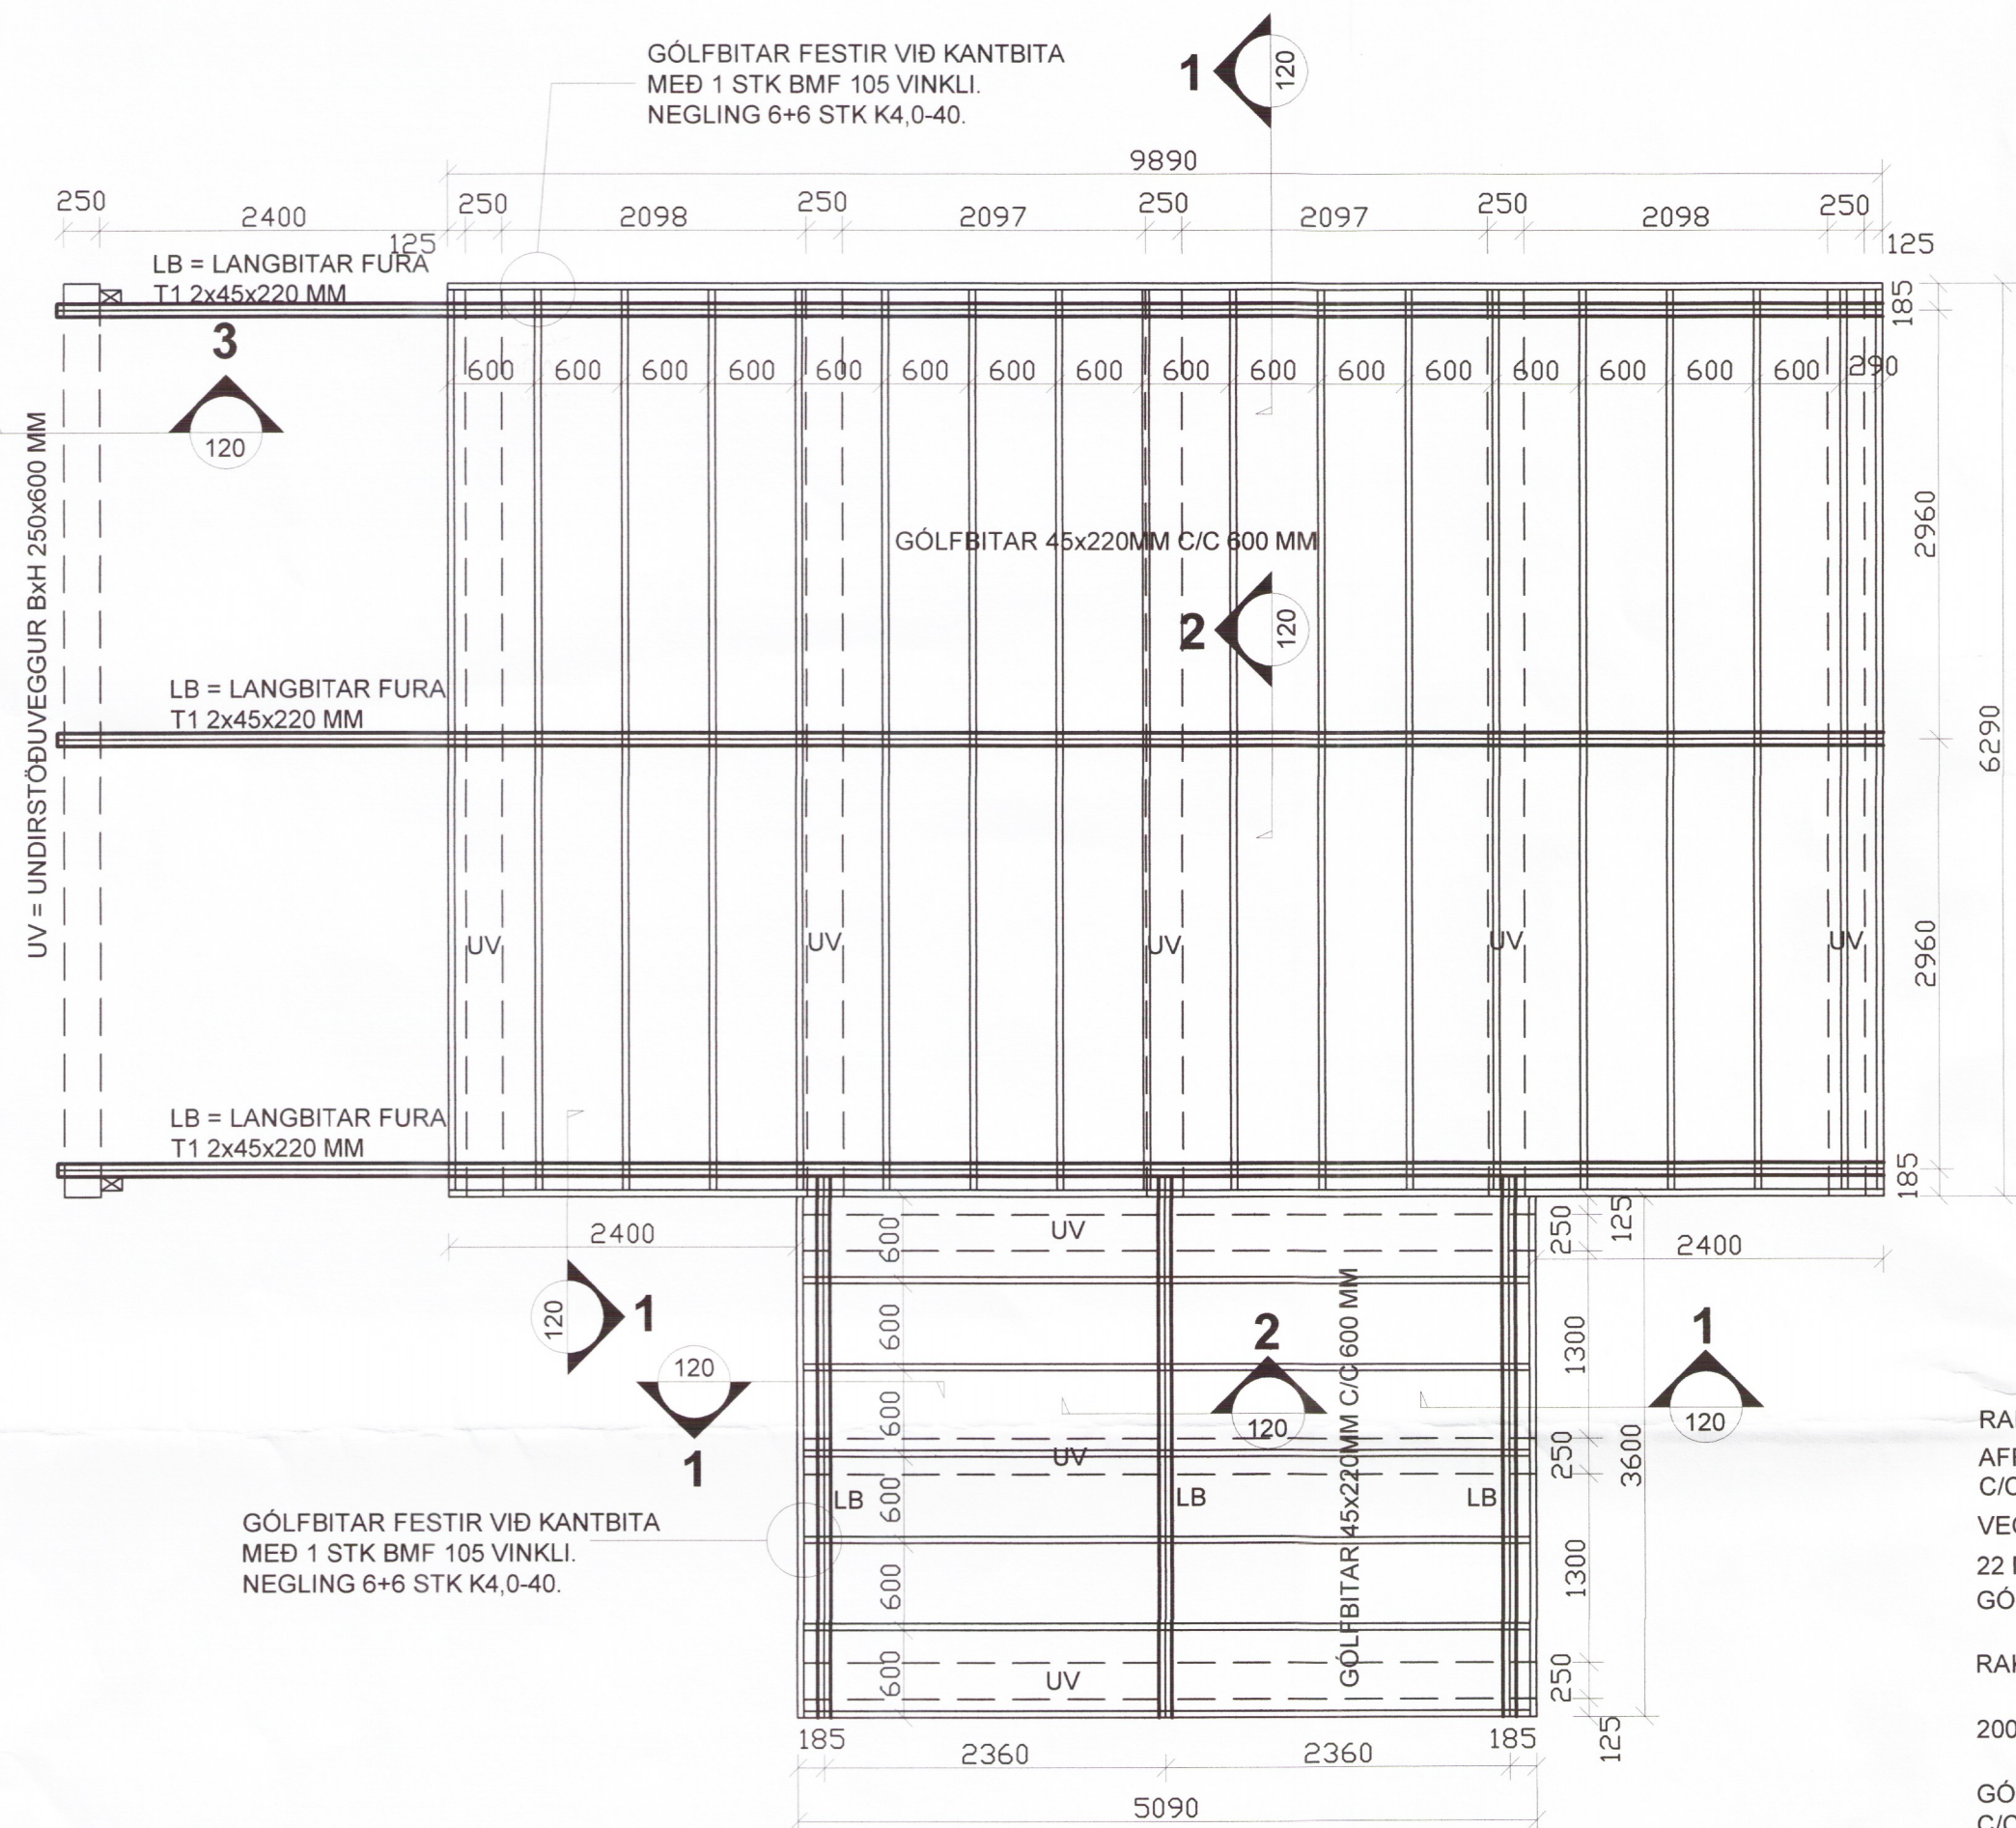 GÓLFBITAR FESTIR VIÐ KANTBITA
MEÐ 1 STK BMF 105 VINKLI.
NEGLING 6+6 STK K4,0-40.
1
120
9890
250
2400
125
250
2098
250
2097
250
2097
250
2098
250
125
LB = LANGBITAR FURA
T1 2x45x220 MM
185
3
120
600 600 600 600 600 600 600 600 600 600 600 600 600 600 600 600 290
UV = UNDIRSTÖÐUVEGGUR BxH 250x600 MM
GÓLFBITAR 45x220MM C/C 600 MM
2960
2
120
LB = LANGBITAR FURA
T1 2x45x220 MM
6290
UV UV UV UV UV
2960
LB = LANGBITAR FURA
T1 2x45x220 MM
185
2400
600
UV
250
125
2400
120
1
600
1300
2
120
1
120
120
1
600
UV
250
3600
GÓLFBITAR 45x220MM C/C 600 MM
LB LB LB
600
GÓLFBITAR FESTIR VIÐ KANTBITA
MEÐ 1 STK BMF 105 VINKLI.
NEGLING 6+6 STK K4,0-40.
600
1300
600
UV
250
125
185
2360
2360
185
5090
C/C
22
200
C/C